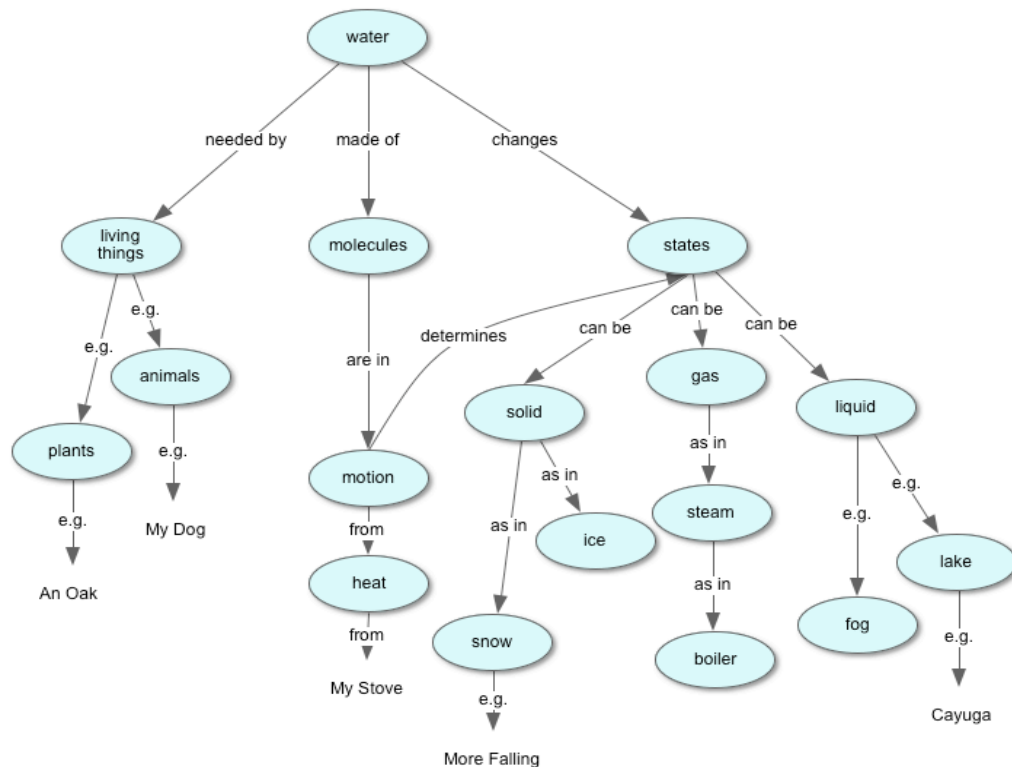 water
needed by
made of
changes
living
things
molecules
states
e.g.
can be
can be
can be
determines
e.g.
are in
animals
gas
solid
liquid
plants
e.g.
as in
as in
e.g.
motion
e.g.
My Dog
from
as in
steam
e.g.
ice
lake
An Oak
heat
as in
fog
from
snow
boiler
e.g.
My Stove
e.g.
Cayuga
More Falling